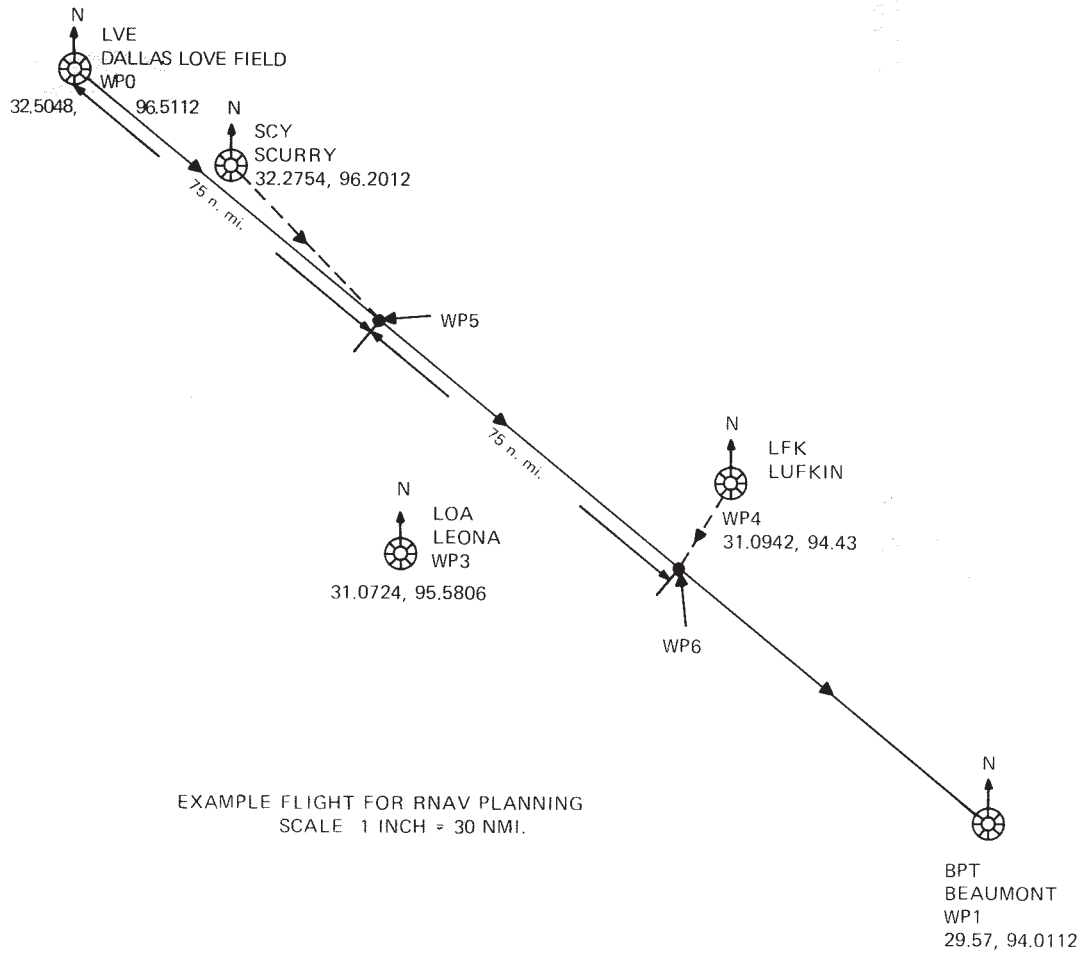 N
LVE
DALLAS LOVE FIELD
WP0
32.5048, 96.5112
N
SCY
SCURRY
32.2754, 96.2012
75 n. mi.
WP5
75 n. mi.
N
LFK
LUFKIN
WP4
31.0942, 94.43
N
LOA
LEONA
WP3
31.0724, 95.5806
WP6
EXAMPLE FLIGHT FOR RNAV PLANNING
SCALE 1 INCH = 30 NMI.
N
BPT
BEAUMONT
WP1
29.57, 94.0112